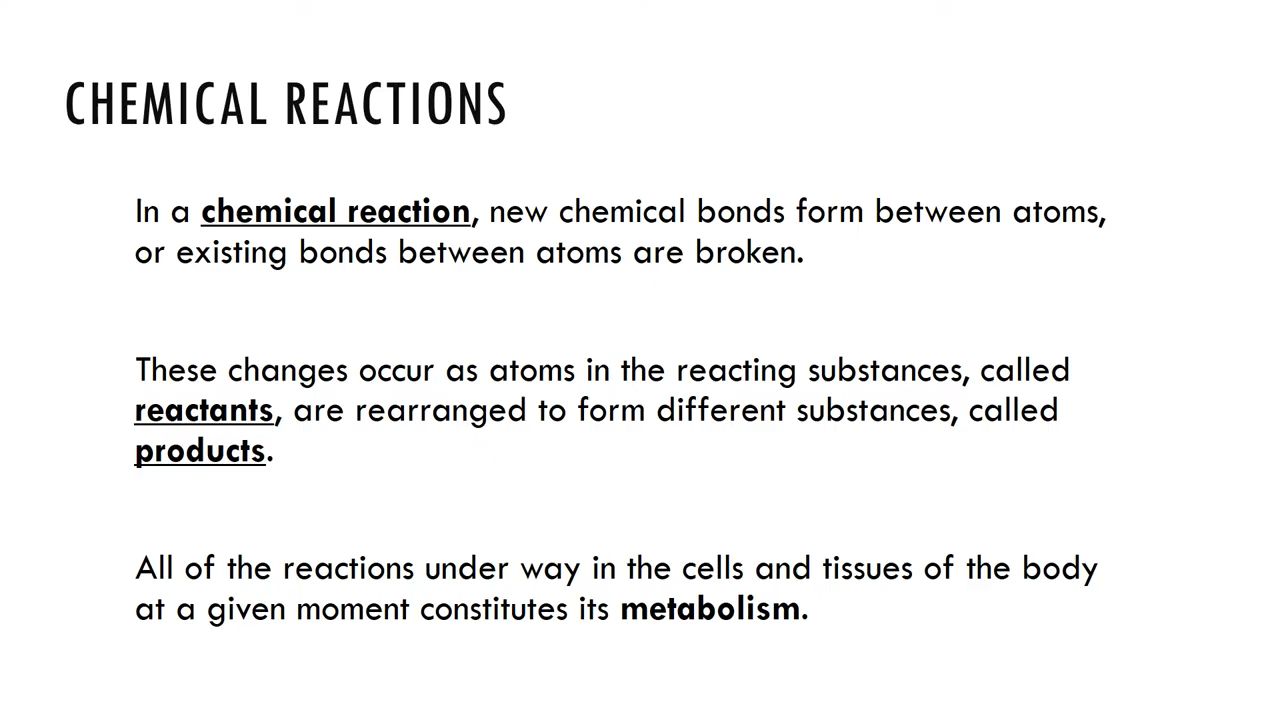 CHEMICAL REACTIONS
In a chemical reaction, new chemical bonds form between atoms,
or existing bonds between atoms are broken.
These changes occur as atoms in the reacting substances, called
reactants, are rearranged to form different substances, called
products.
All of the reactions under way in the cells and tissues of the body
at a given moment constitutes its metabolism.